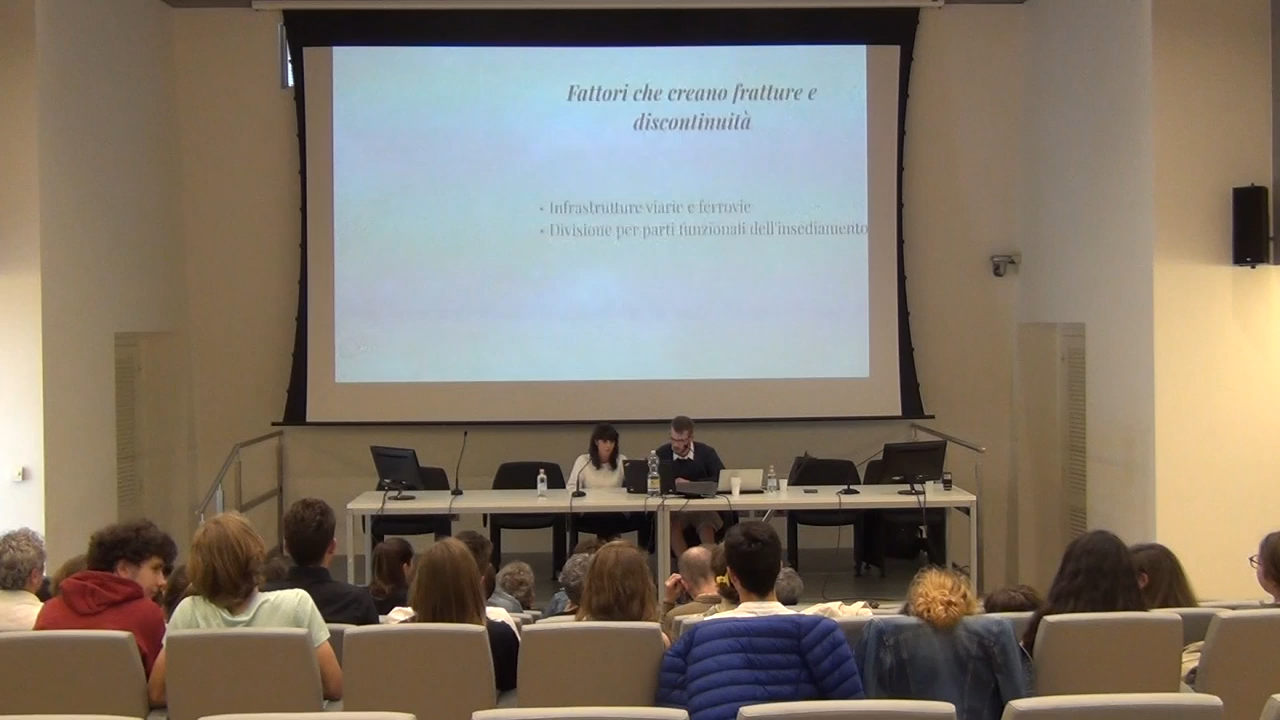 Fattori che creano fratture e
discontinuità
• Infrastrutture viarie e ferrovie
• Divisione per parti funzionali dell'insediamento